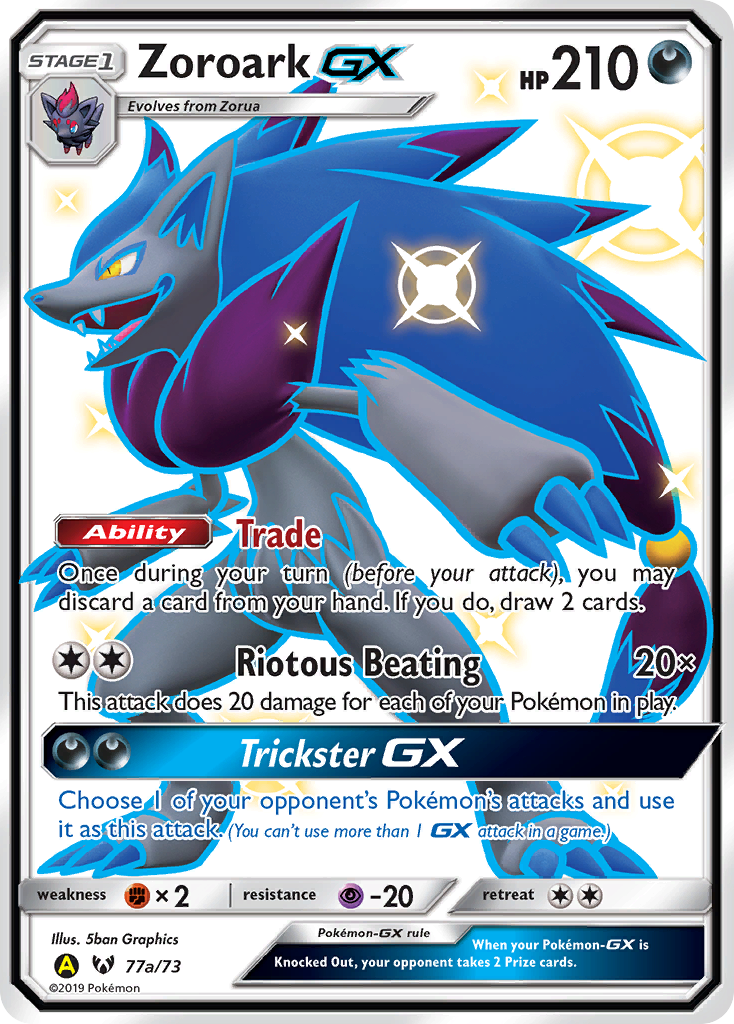 STAGE1
Zoroark GX
HP 210
Evolves from Zorua
Ability Trade
Once during your turn (before your attack), you may
discard a card from your hand. If you do, draw 2 cards.
Riotous Beating 20×
This attack does 20 damage for each of your Pokémon in play.
Trickster GX
Choose 1 of your opponent's Pokémon's attacks and use
it as this attack. (You can't use more than 1 GX attack in a game.)
weakness × 2 resistance -20 retreat
Illus. 5ban Graphics
A 77a/73
©2019 Pokémon
Pokémon-GX rule
When your Pokémon-GX is
Knocked Out, your opponent takes 2 Prize cards.